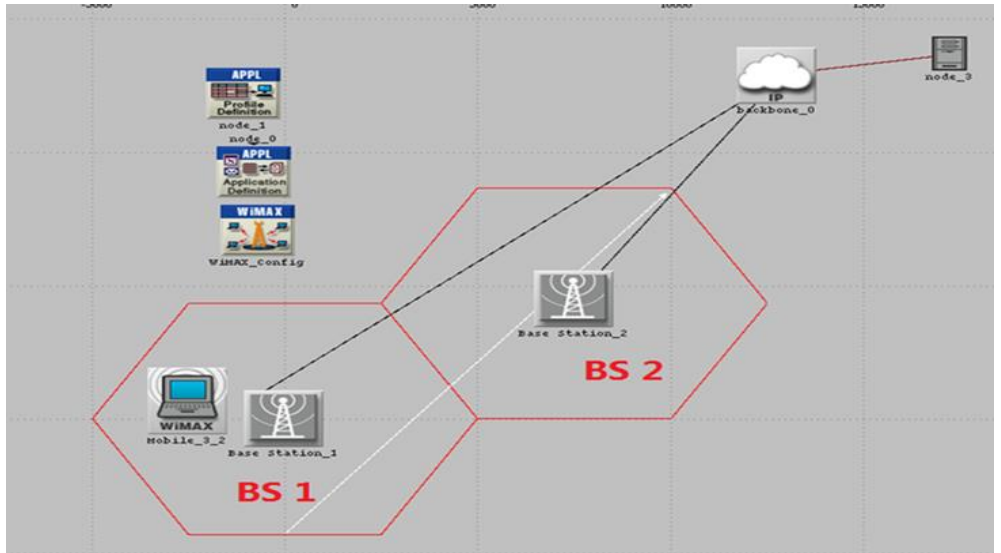 -5000 0 5000 10000 15000
APPL
Profile
Definition
node_1
node_0
APPL
Application
Definition
WiMAX
WiMAX_Config
IP
backbone_0
node_3
Base Station_2
BS 2
WiMAX
Mobile_3_2
Base Station_1
BS 1